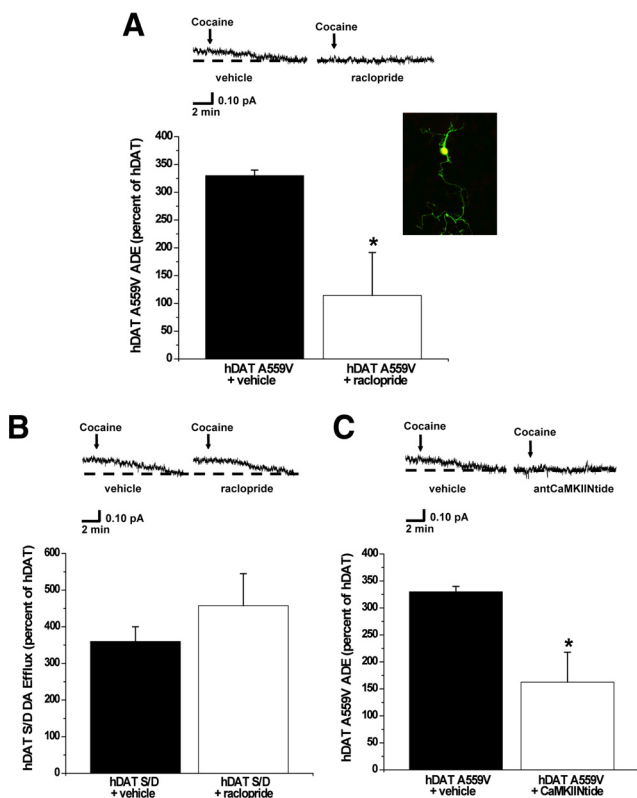 A
Cocaine Cocaine
vehicle raclopride
0.10 pA
2 min
hDAT A559V ADE (percent of hDAT)
400
350
300
250
200
150
100
50
0
*
hDAT A559V hDAT A559V
+ vehicle + raclopride
B
Cocaine Cocaine
vehicle raclopride
0.10 pA
2 min
hDAT S/D DA Efflux (percent of hDAT)
600
500
400
300
200
100
0
hDAT S/D hDAT S/D
+ vehicle + raclopride
C
Cocaine Cocaine
vehicle antCaMKIINtide
0.10 pA
2 min
hDAT A559V ADE (percent of hDAT)
400
350
300
250
200
150
100
50
0
*
hDAT A559V hDAT A559V
+ vehicle + CaMKIINtide